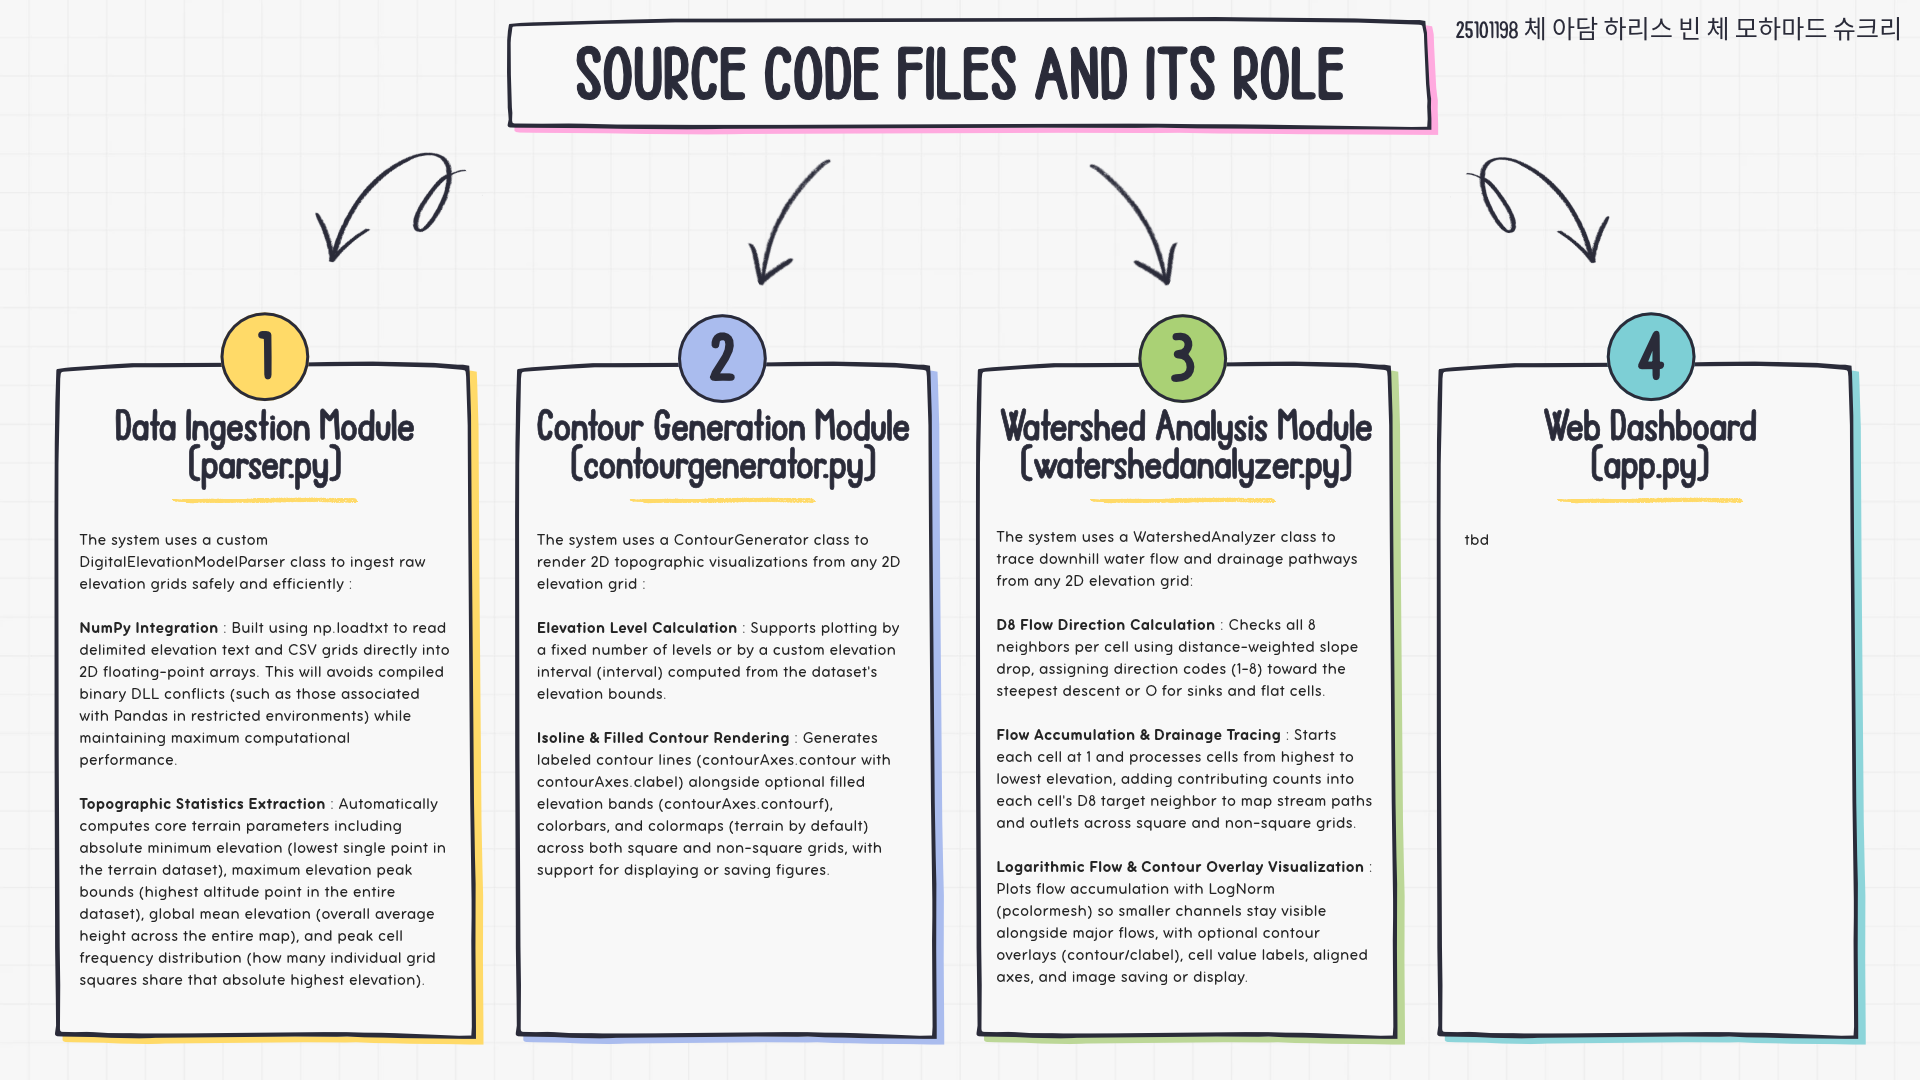 SOURCE CODE FILES AND ITS ROLE
25101198 체 아담 하리스 빈 체 모하마드 슈크리
1
Data Ingestion Module
(parser.py)
The system uses a custom
DigitalElevationModelParser class to ingest raw
elevation grids safely and efficiently :
NumPy Integration : Built using np.loadtxt to read
delimited elevation text and CSV grids directly into
2D floating-point arrays. This will avoids compiled
binary DLL conflicts (such as those associated
with Pandas in restricted environments) while
maintaining maximum computational
performance.
Topographic Statistics Extraction : Automatically
computes core terrain parameters including
absolute minimum elevation (lowest single point in
the terrain dataset), maximum elevation peak
bounds (highest altitude point in the entire
dataset), global mean elevation (overall average
height across the entire map), and peak cell
frequency distribution (how many individual grid
squares share that absolute highest elevation).
2
Contour Generation Module
(contourgenerator.py)
The system uses a ContourGenerator class to
render 2D topographic visualizations from any 2D
elevation grid :
Elevation Level Calculation : Supports plotting by
a fixed number of levels or by a custom elevation
interval (interval) computed from the dataset's
elevation bounds.
Isoline & Filled Contour Rendering : Generates
labeled contour lines (contourAxes.contour with
contourAxes.clabel) alongside optional filled
elevation bands (contourAxes.contourf),
colorbars, and colormaps (terrain by default)
across both square and non-square grids, with
support for displaying or saving figures.
3
Watershed Analysis Module
(watershedanalyzer.py)
The system uses a WatershedAnalyzer class to
trace downhill water flow and drainage pathways
from any 2D elevation grid:
D8 Flow Direction Calculation : Checks all 8
neighbors per cell using distance-weighted slope
drop, assigning direction codes (1-8) toward the
steepest descent or 0 for sinks and flat cells.
Flow Accumulation & Drainage Tracing : Starts
each cell at 1 and processes cells from highest to
lowest elevation, adding contributing counts into
each cell's D8 target neighbor to map stream paths
and outlets across square and non-square grids.
Logarithmic Flow & Contour Overlay Visualization :
Plots flow accumulation with LogNorm
(pcolormesh) so smaller channels stay visible
alongside major flows, with optional contour
overlays (contour/clabel), cell value labels, aligned
axes, and image saving or display.
4
Web Dashboard
(app.py)
tbd